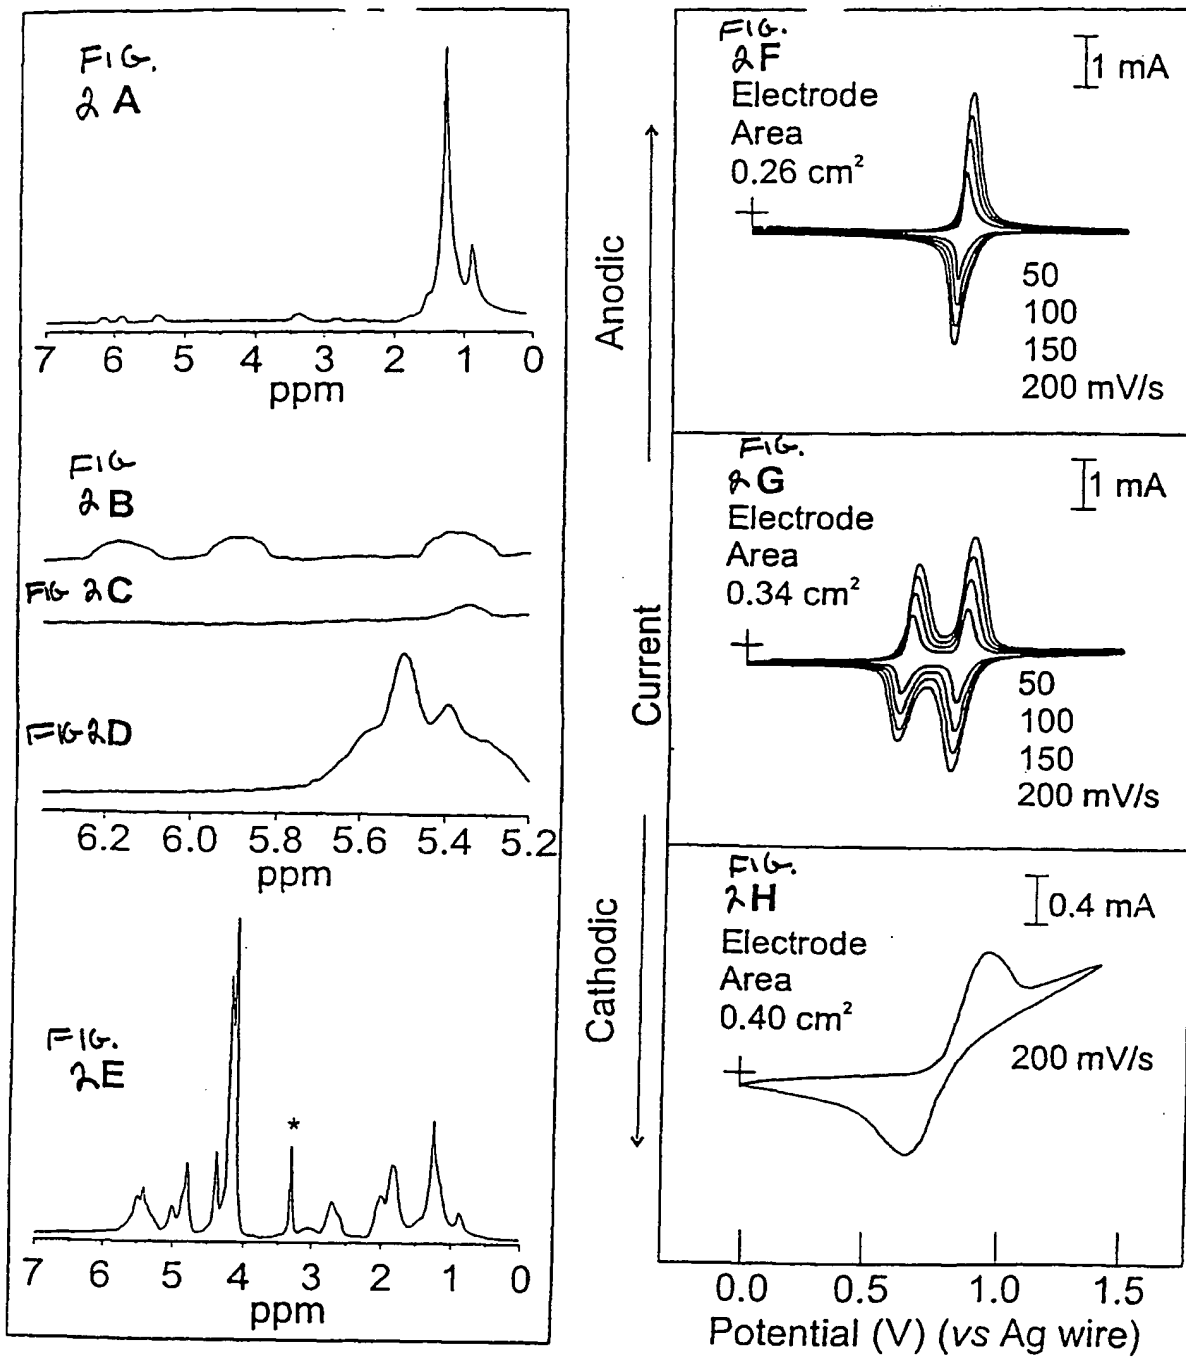 FIG.
2 A
7 6 5 4 3 2 1 0
ppm
FIG
2 B
FIG 2C
FIG 2D
6.2 6.0 5.8 5.6 5.4 5.2
ppm
FIG.
2E
*
7 6 5 4 3 2 1 0
ppm
Anodic
Current
Cathodic
FIG.
2F
1 mA
Electrode
Area
0.26 cm²
50
100
150
200 mV/s
FIG.
2G
1 mA
Electrode
Area
0.34 cm²
50
100
150
200 mV/s
FIG.
2H
0.4 mA
Electrode
Area
0.40 cm²
200 mV/s
0.0 0.5 1.0 1.5
Potential (V) (vs Ag wire)